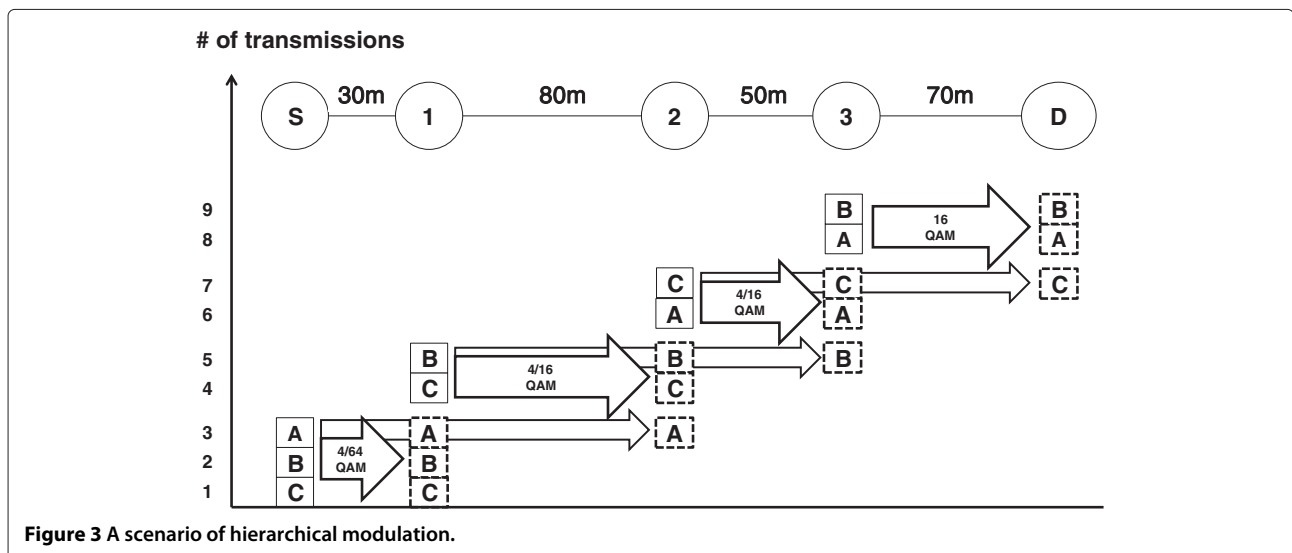 # of transmissions
30m 80m 50m 70m
S 1 2 3 D
9 B B
8 A 16 QAM A
7 C C C
6 A 4/16 QAM A
5 B B B
4 C 4/16 QAM C
3 A A A
2 B 4/64 QAM B
1 C C
Figure 3 A scenario of hierarchical modulation.